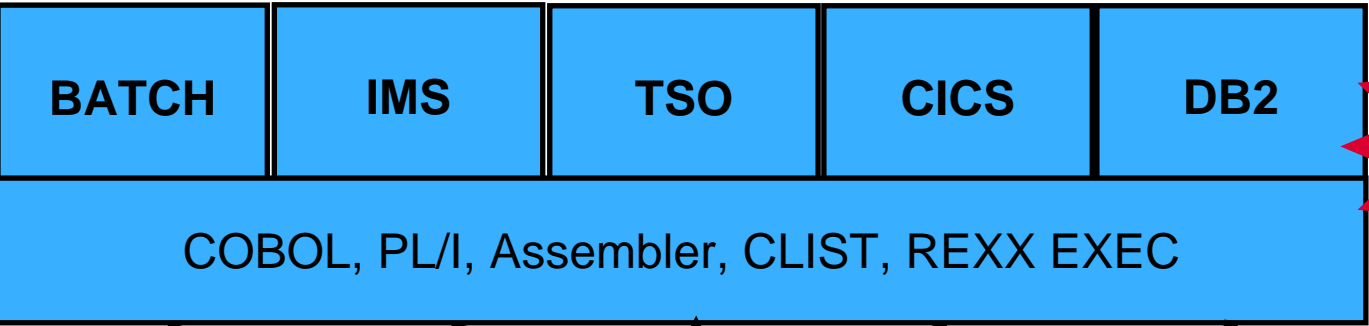 BATCH IMS TSO CICS DB2
COBOL, PL/I, Assembler, CLIST, REXX EXEC